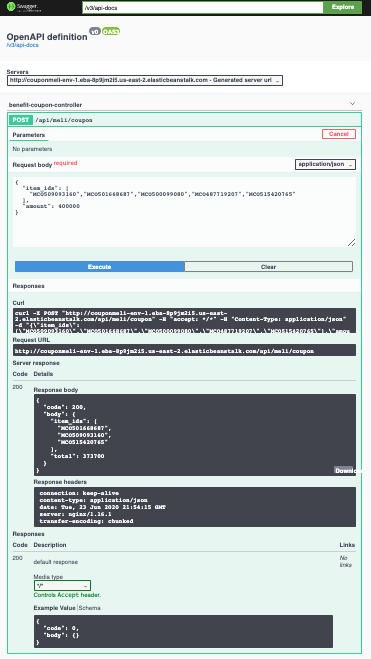 Swagger.
/v3/api-docs
Explore
OpenAPI definition v0 OAS3
/v3/api-docs
Servers
http://couponmeli-env-1.eba-8p9jm2i5.us-east-2.elasticbeanstalk.com - Generated server url
benefit-coupon-controller
POST /api/meli/coupon
Parameters
Cancel
No parameters
Request body required
application/json
{
"item_ids": [
"MCO509093160","MCO501668687","MCO500099080","MCO487719207","MCO515420765"
],
"amount": 400000
}
Execute
Clear
Responses
Curl
curl -X POST "http://couponmeli-env-1.eba-8p9jm2i5.us-east-
2.elasticbeanstalk.com/api/meli/coupon" -H "accept: */*" -H "Content-Type: application/json"
-d "{\"item_ids\":
[\"MCO509093160\",\"MCO501668687\",\"MCO500099080\",\"MCO487719207\",\"MCO515420765\"],\"amou
Request URL
http://couponmeli-env-1.eba-8p9jm2i5.us-east-2.elasticbeanstalk.com/api/meli/coupon
Server response
Code Details
200
Response body
{
"code": 200,
"body": {
"item_ids": [
"MCO501668687",
"MCO509093160",
"MCO515420765"
],
"total": 373700
}
}
Downloa
Response headers
connection: keep-alive
content-type: application/json
date: Tue, 23 Jun 2020 21:54:15 GMT
server: nginx/1.16.1
transfer-encoding: chunked
Responses
Code Description Links
200
default response
No
links
Media type
*/*
Controls Accept header.
Example Value Schema
{
"code": 0,
"body": {}
}